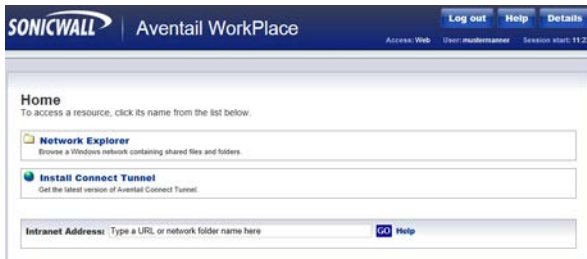 SONICWALL Aventail WorkPlace
Log out Help Details
Access: Web User: mustermanner Session start: 11:2
Home
To access a resource, click its name from the list below.
Network Explorer
Browse a Windows network containing shared files and folders.
Install Connect Tunnel
Get the latest version of Aventail Connect Tunnel.
Intranet Address: Type a URL or network folder name here GO Help